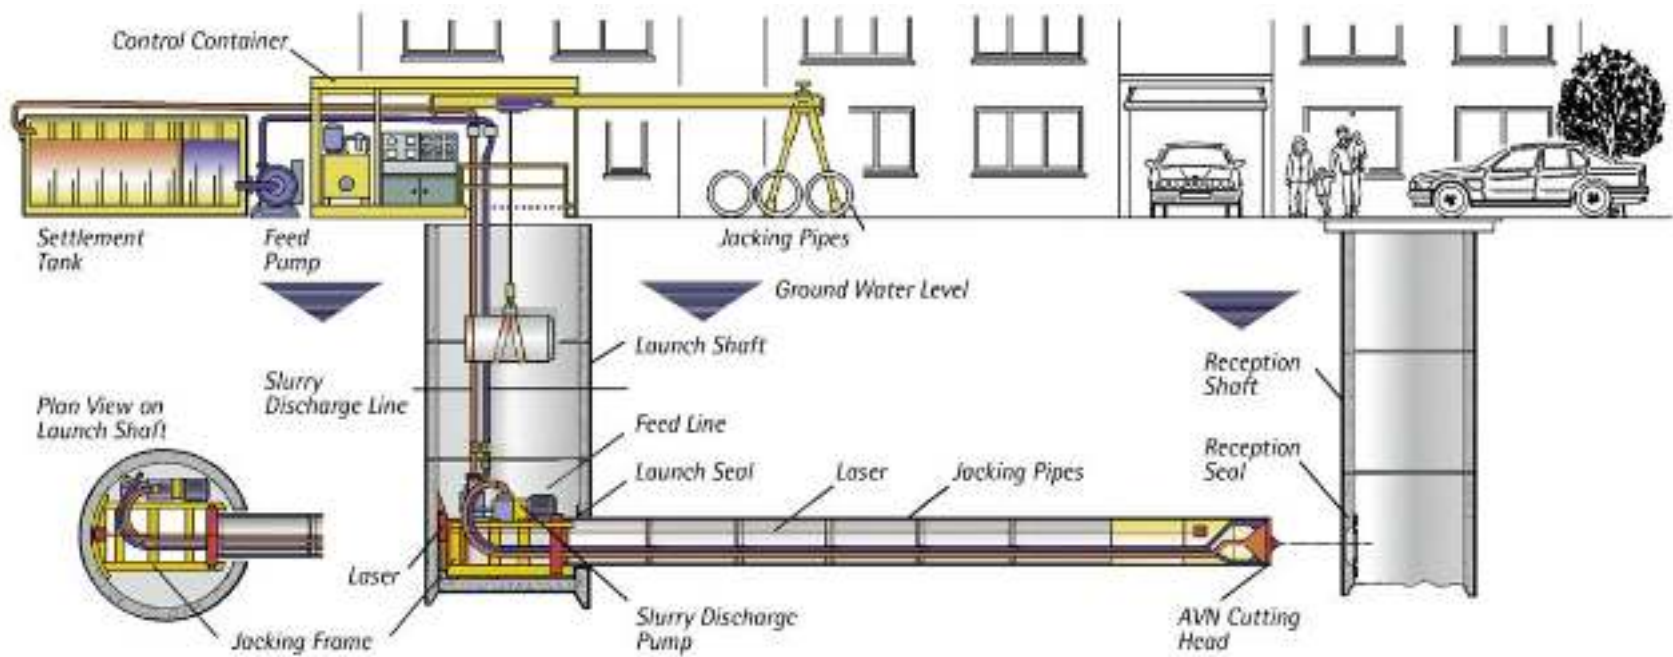 Control Container
Settlement
Tank
Feed
Pump
Jacking Pipes
Ground Water Level
Launch Shaft
Reception
Shaft
Slurry
Discharge Line
Plan View on
Launch Shaft
Feed Line
Launch Seal
Laser
Jacking Pipes
Reception
Seal
Laser
Slurry Discharge
Pump
AVN Cutting
Head
Jacking Frame